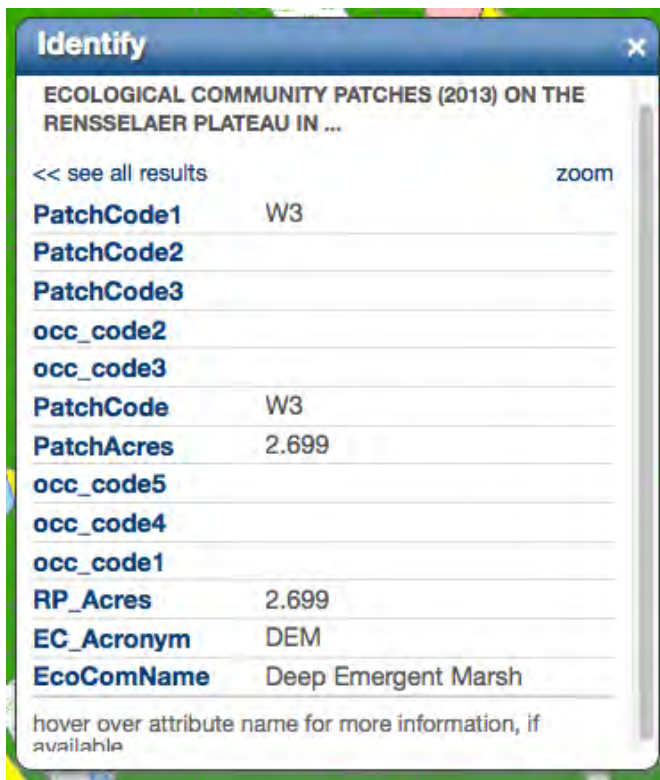 Identify ×
ECOLOGICAL COMMUNITY PATCHES (2013) ON THE
RENSSELAER PLATEAU IN ...
<< see all results zoom
PatchCode1 W3
PatchCode2
PatchCode3
occ_code2
occ_code3
PatchCode W3
PatchAcres 2.699
occ_code5
occ_code4
occ_code1
RP_Acres 2.699
EC_Acronym DEM
EcoComName Deep Emergent Marsh
hover over attribute name for more information, if
available